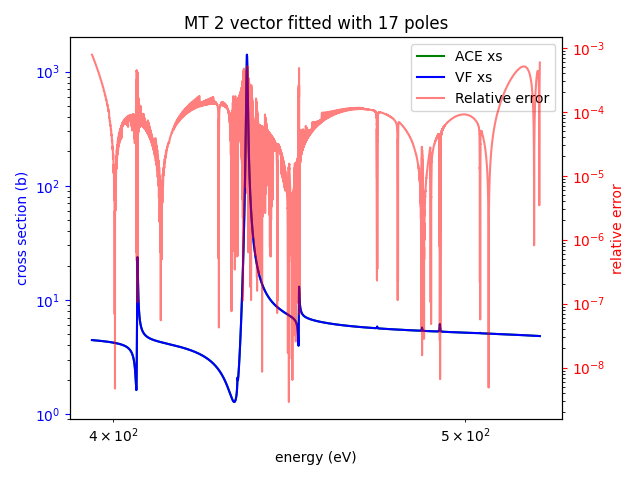 MT 2 vector fitted with 17 poles
ACE xs
VF xs
Relative error
cross section (b)
10³
10²
10¹
10⁰
10⁻³
10⁻⁴
10⁻⁵
10⁻⁶
10⁻⁷
10⁻⁸
relative error
4 × 10² 5 × 10²
energy (eV)